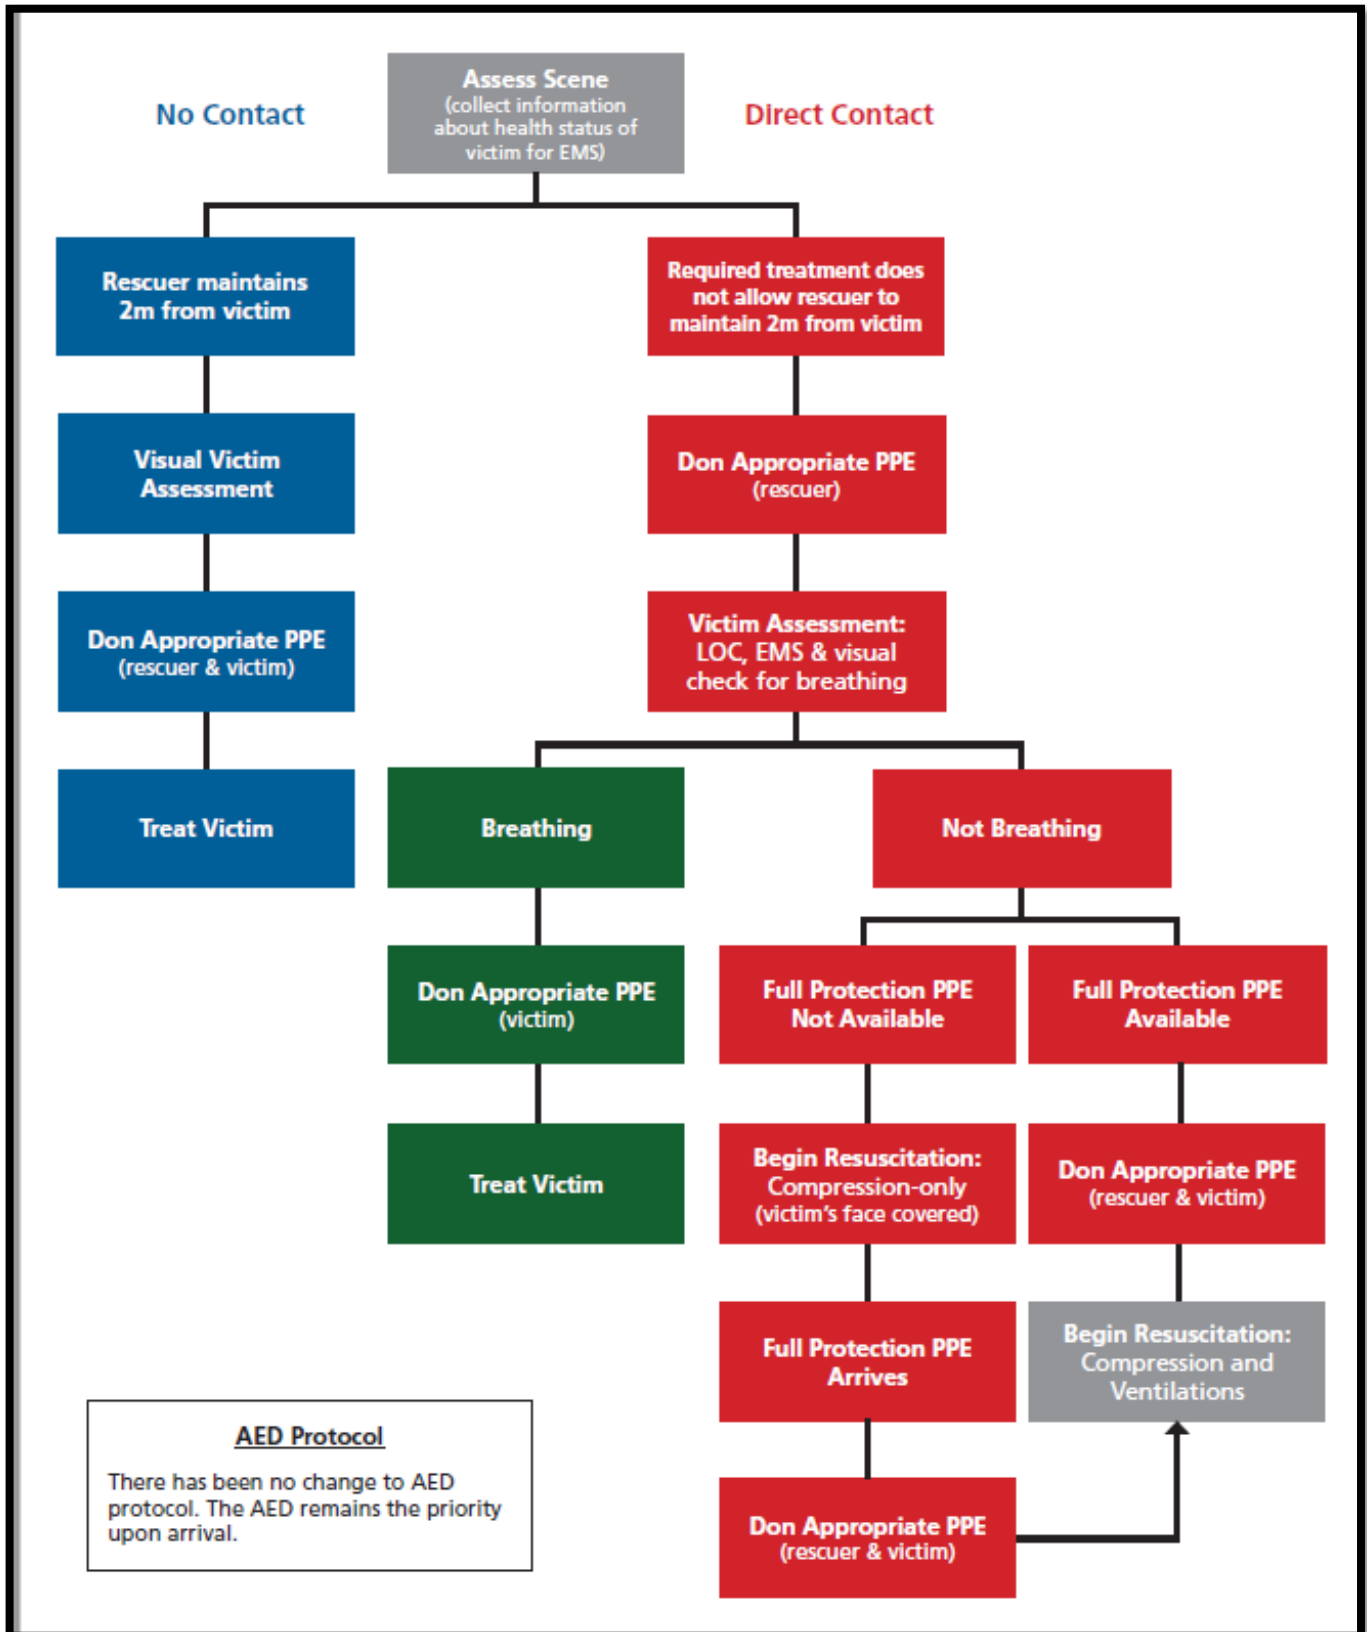 Assess Scene
(collect information
about health status of
victim for EMS)
No Contact
Direct Contact
Rescuer maintains
2m from victim
Required treatment does
not allow rescuer to
maintain 2m from victim
Visual Victim
Assessment
Don Appropriate PPE
(rescuer)
Don Appropriate PPE
(rescuer & victim)
Victim Assessment:
LOC, EMS & visual
check for breathing
Treat Victim
Breathing
Not Breathing
Don Appropriate PPE
(victim)
Full Protection PPE
Not Available
Full Protection PPE
Available
Treat Victim
Begin Resuscitation:
Compression-only
(victim's face covered)
Don Appropriate PPE
(rescuer & victim)
Full Protection PPE
Arrives
Begin Resuscitation:
Compression and
Ventilations
AED Protocol
There has been no change to AED
protocol. The AED remains the priority
upon arrival.
Don Appropriate PPE
(rescuer & victim)